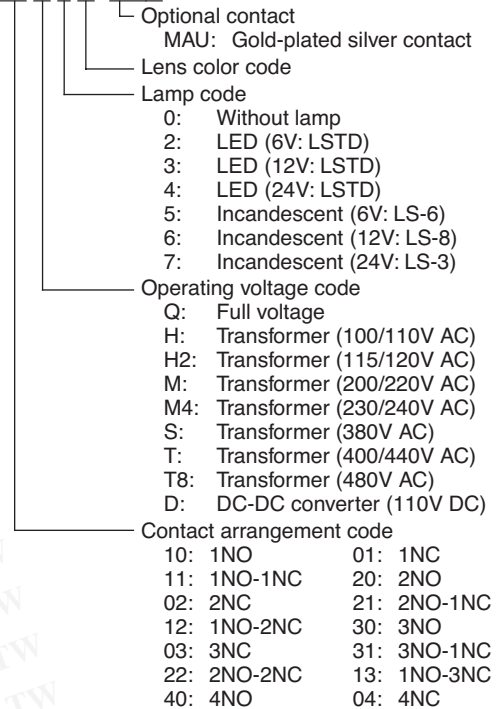 Optional contact
MAU: Gold-plated silver contact
Lens color code
Lamp code
0: Without lamp
2: LED (6V: LSTD)
3: LED (12V: LSTD)
4: LED (24V: LSTD)
5: Incandescent (6V: LS-6)
6: Incandescent (12V: LS-8)
7: Incandescent (24V: LS-3)
Operating voltage code
Q: Full voltage
H: Transformer (100/110V AC)
H2: Transformer (115/120V AC)
M: Transformer (200/220V AC)
M4: Transformer (230/240V AC)
S: Transformer (380V AC)
T: Transformer (400/440V AC)
T8: Transformer (480V AC)
D: DC-DC converter (110V DC)
Contact arrangement code
10: 1NO 01: 1NC
11: 1NO-1NC 20: 2NO
02: 2NC 21: 2NO-1NC
12: 1NO-2NC 30: 3NO
03: 3NC 31: 3NO-1NC
22: 2NO-2NC 13: 1NO-3NC
40: 4NO 04: 4NC